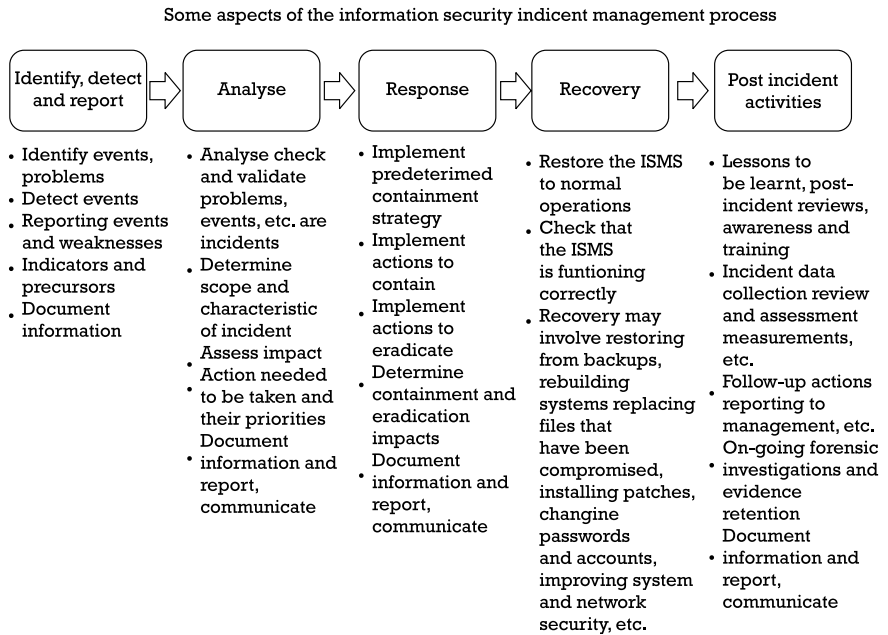 Some aspects of the information security indicent management process
Identify, detect
and report
Analyse
Response
Recovery
Post incident
activities
• Identify events,
problems
• Detect events
• Reporting events
and weaknesses
• Indicators and
precursors
• Document
information
• Analyse check
and validate
problems,
events, etc. are
incidents
• Determine
scope and
characteristic
of incident
• Assess impact
• Action needed
to be taken and
their priorities
• Document
information and
report,
communicate
• Implement
predeterimed
containment
strategy
• Implement
actions to
contain
• Implement
actions to
eradicate
• Determine
containment and
eradication
impacts
• Document
information and
report,
communicate
• Restore the ISMS
to normal
operations
• Check that
the ISMS
is funtioning
correctly
• Recovery may
involve restoring
from backups,
rebuilding
systems replacing
files that
have been
compromised,
installing patches,
changine
passwords
and accounts,
improving system
and network
security, etc.
• Lessons to
be learnt, post-
incident reviews,
awareness and
training
• Incident data
collection review
and assessment
measurements,
etc.
• Follow-up actions
reporting to
management, etc.
• On-going forensic
investigations and
evidence
retention
• Document
information and
report,
communicate